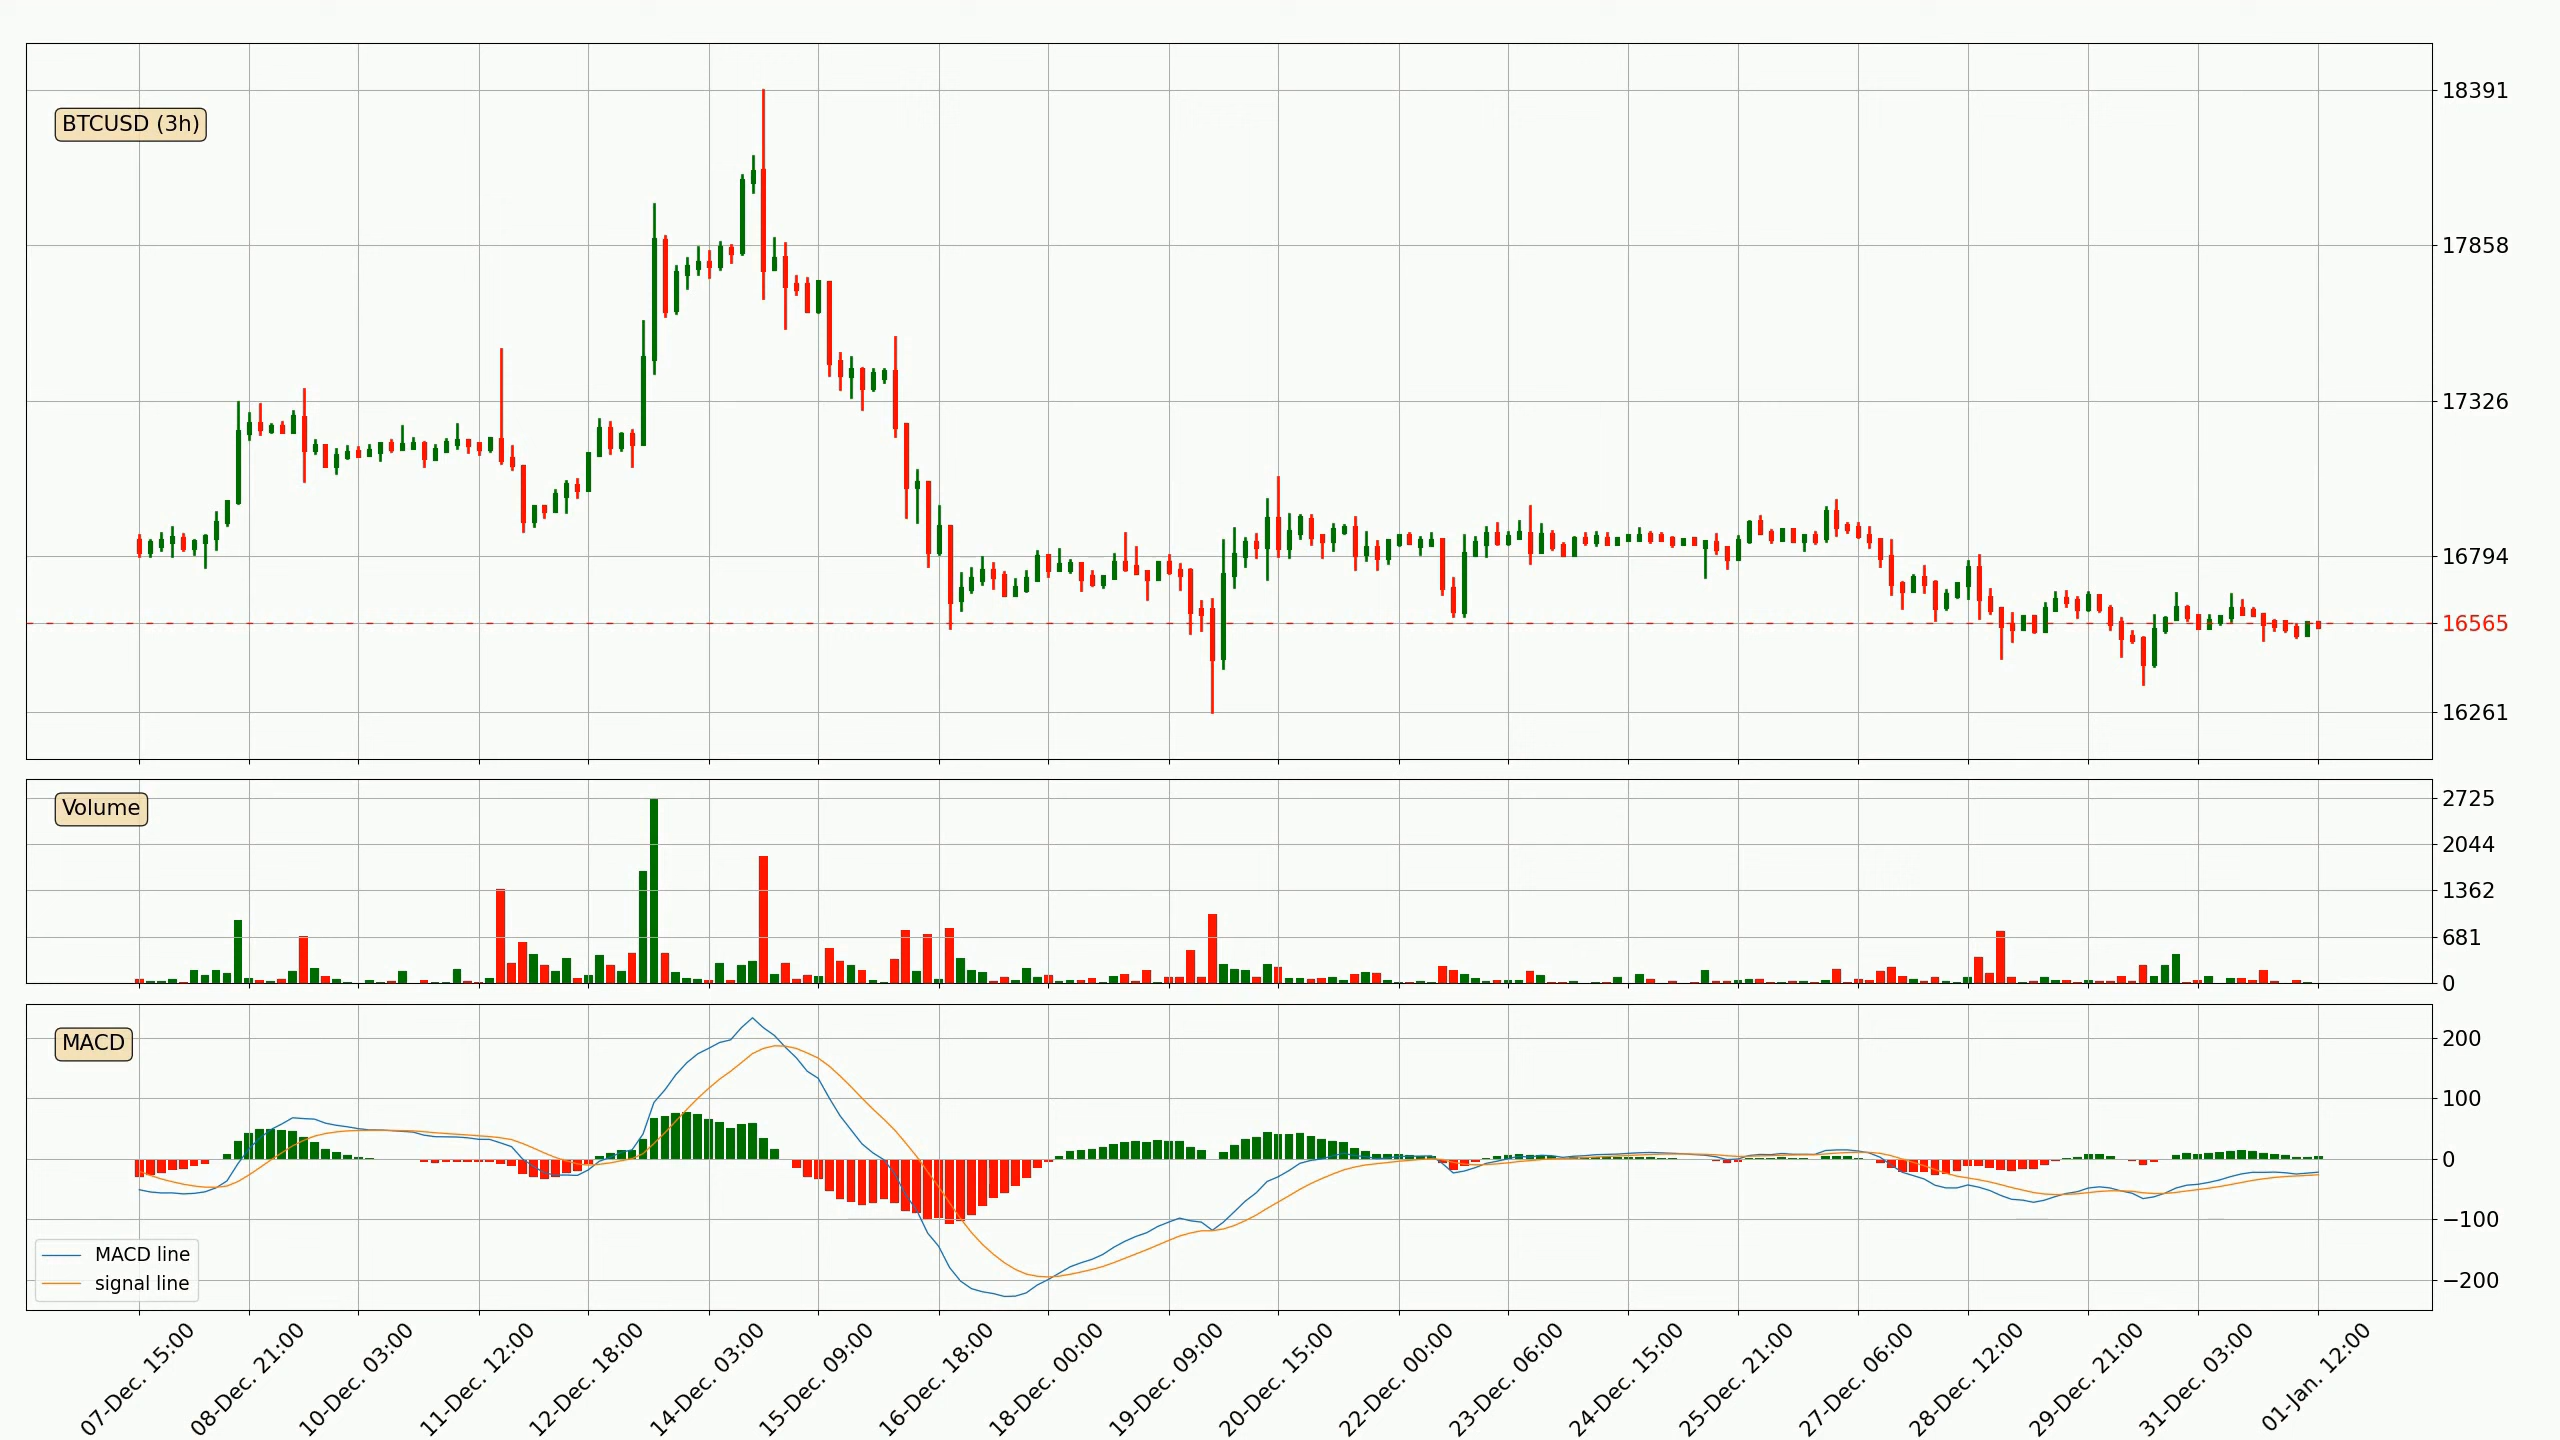 BTCUSD (3h)
18391
17858
17326
16794
16565
16261
Volume
2725
2044
1362
681
0
MACD
200
100
0
−100
−200
MACD line
signal line
07-Dec. 15:00
08-Dec. 21:00
10-Dec. 03:00
11-Dec. 12:00
12-Dec. 18:00
14-Dec. 03:00
15-Dec. 09:00
16-Dec. 18:00
18-Dec. 00:00
19-Dec. 09:00
20-Dec. 15:00
22-Dec. 00:00
23-Dec. 06:00
24-Dec. 15:00
25-Dec. 21:00
27-Dec. 06:00
28-Dec. 12:00
29-Dec. 21:00
31-Dec. 03:00
01-Jan. 12:00